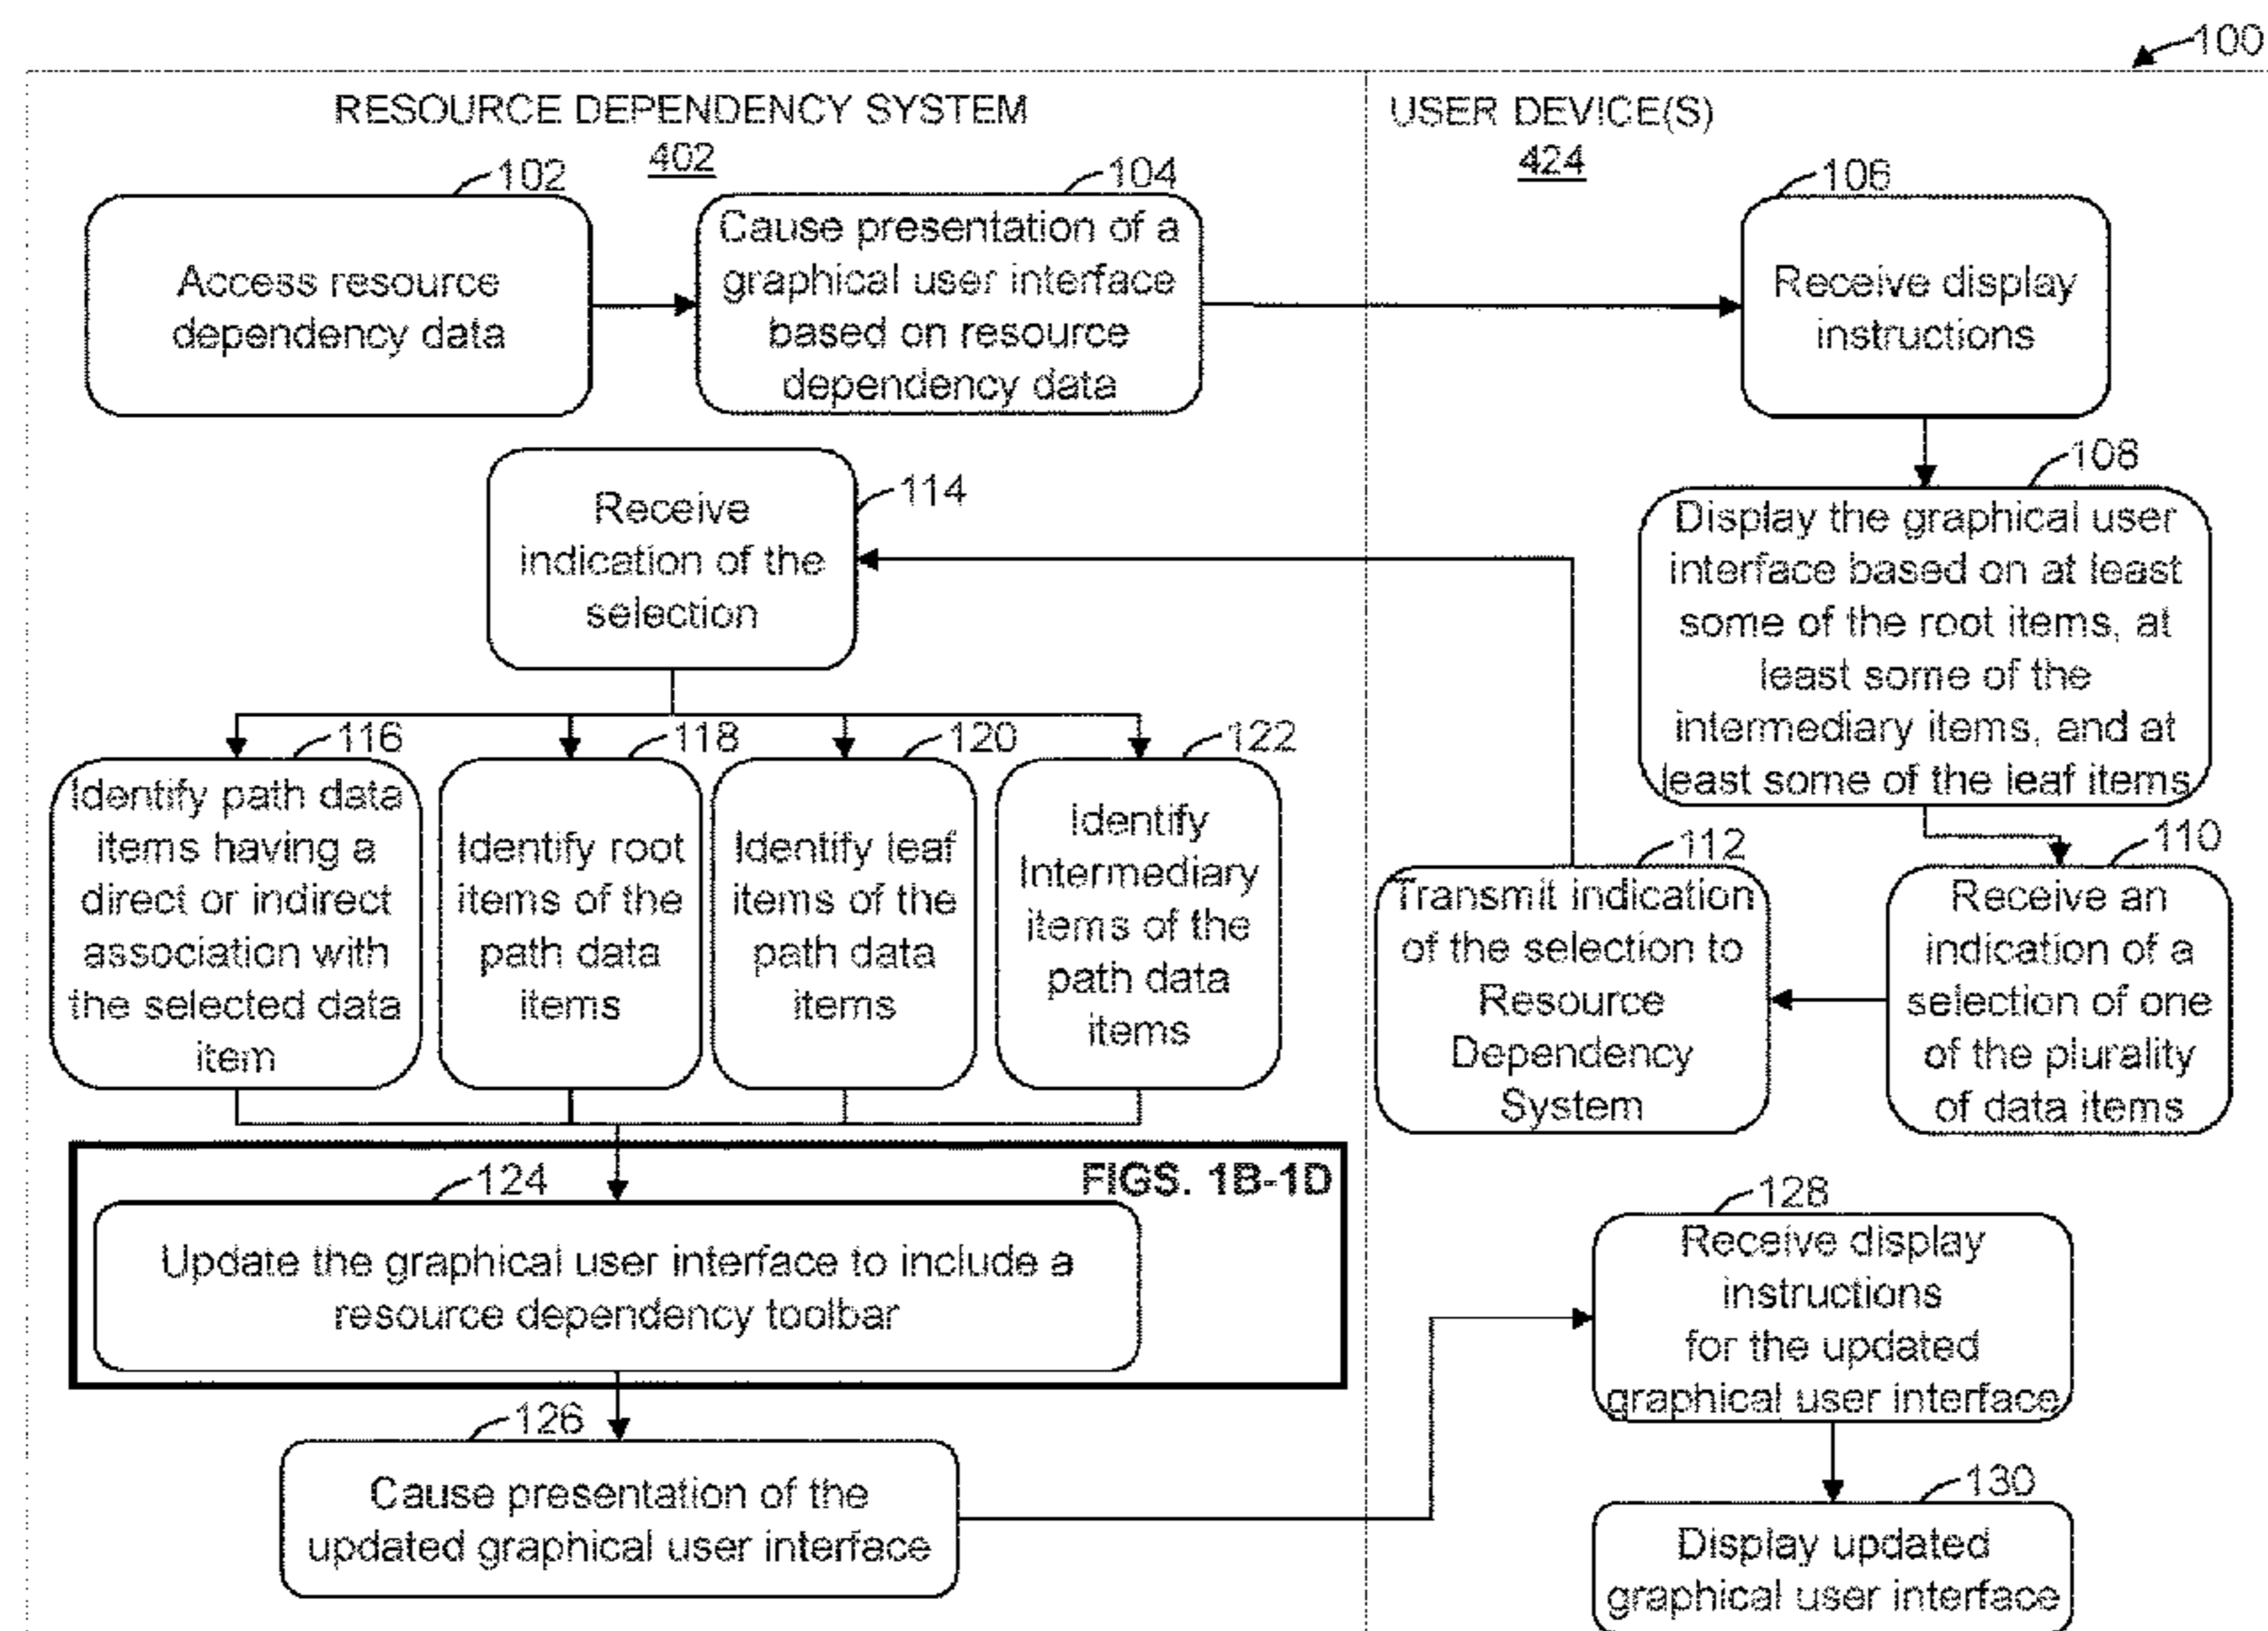 100
RESOURCE DEPENDENCY SYSTEM
402
USER DEVICE(S)
424
102
Access resource
dependency data
104
Cause presentation of a
graphical user interface
based on resource
dependency data
106
Receive display
instructions
108
Display the graphical user
interface based on at least
some of the root items, at
least some of the
intermediary items, and at
least some of the leaf items
110
Receive an
indication of a
selection of one
of the plurality
of data items
112
Transmit indication
of the selection to
Resource
Dependency
System
114
Receive
indication of the
selection
116
Identify path data
items having a
direct or indirect
association with
the selected data
item
118
Identify root
items of the
path data
items
120
Identify leaf
items of the
path data
items
122
Identify
Intermediary
items of the
path data
items
FIGS. 1B-1D
124
Update the graphical user interface to include a
resource dependency toolbar
126
Cause presentation of the
updated graphical user interface
128
Receive display
instructions
for the updated
graphical user interface
130
Display updated
graphical user interface